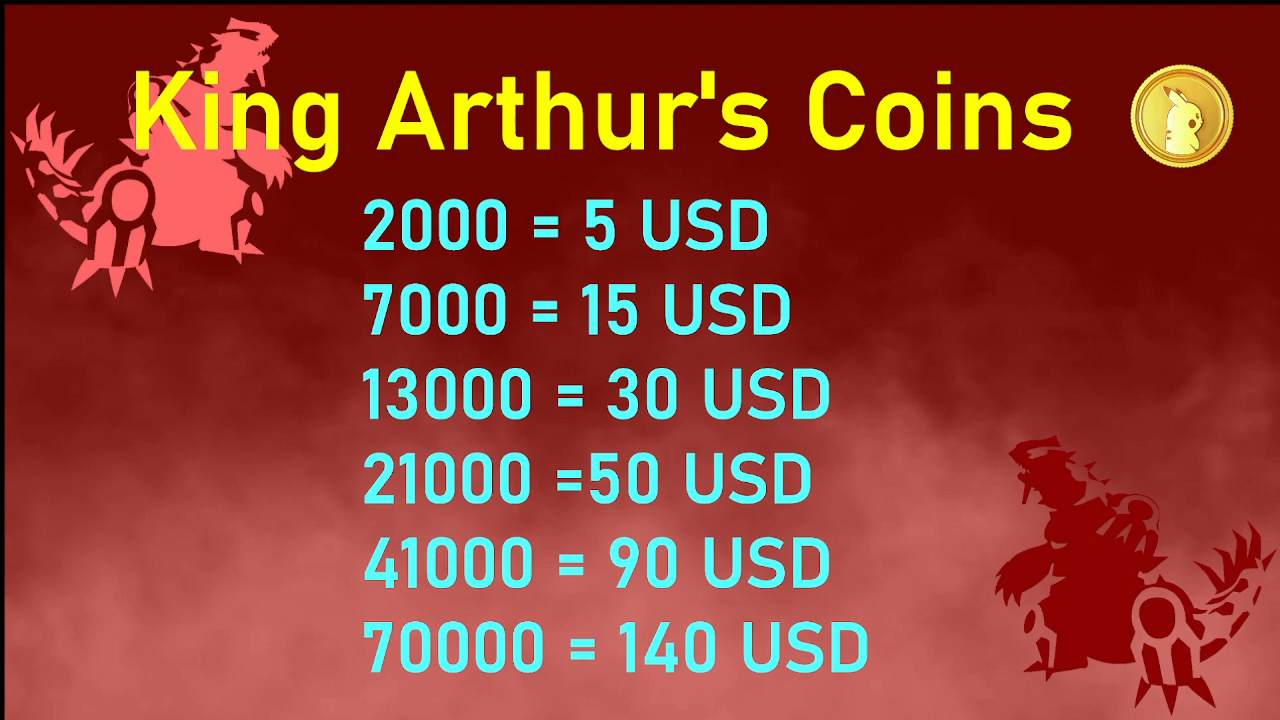 King Arthur's Coins
2000 = 5 USD
7000 = 15 USD
13000 = 30 USD
21000 =50 USD
41000 = 90 USD
70000 = 140 USD